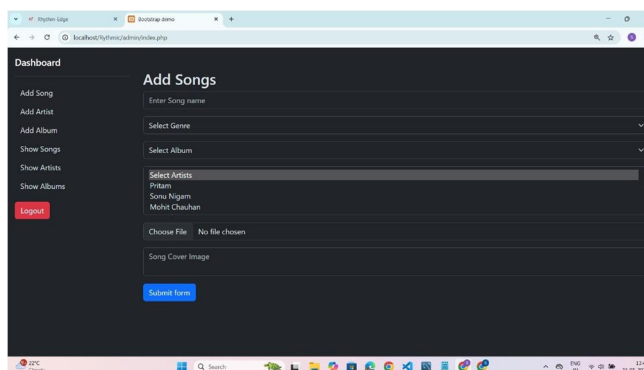 Rhythm Edge
Bootstrap demo
localhost/Rythmic/admin/index.php
Dashboard
Add Song
Add Artist
Add Album
Show Songs
Show Artists
Show Albums
Logout
Add Songs
Enter Song name
Select Genre
Select Album
Select Artists
Pritam
Sonu Nigam
Mohit Chauhan
Choose File No file chosen
Song Cover Image
Submit form
22°C
Search
ENG